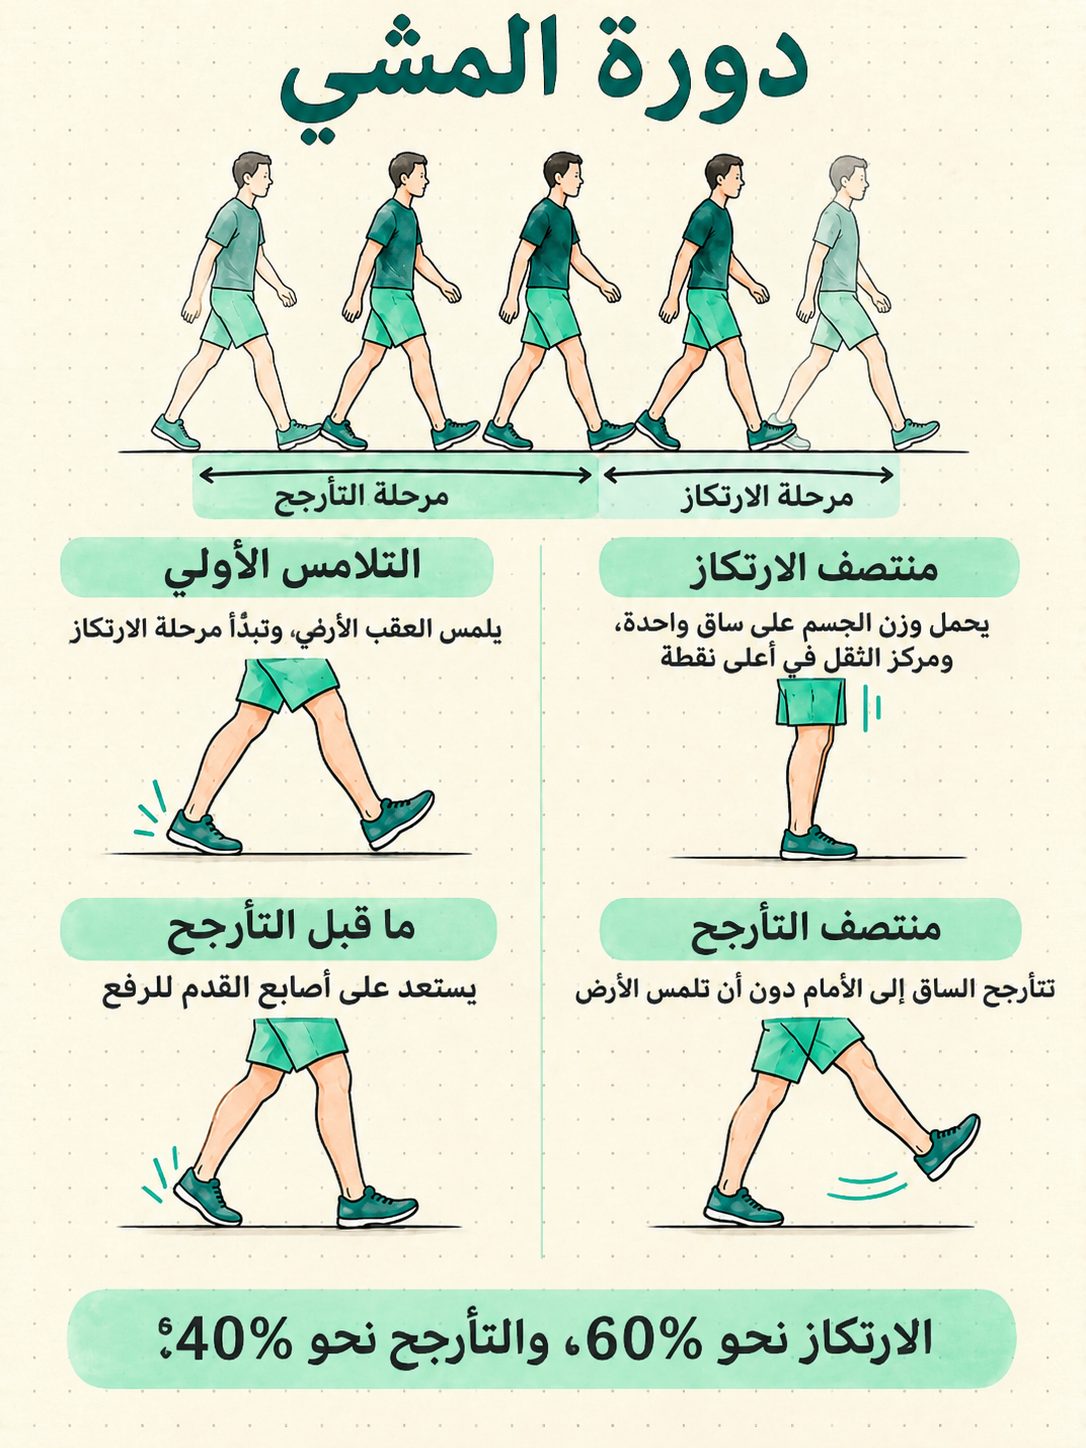 دورة المشي
مرحلة الارتكاز
مرحلة التأرجح
منتصف الارتكاز
يحمل وزن الجسم على ساق واحدة،
ومركز الثقل في أعلى نقطة
التلامس الأولي
يلمس العقب الأرضي، وتبدَّأ مرحلة الارتكاز
منتصف التأرجح
تتأرجح الساق إلى الأمام دون أن تلمس الأرض
ما قبل التأرجح
يستعد على أصابع القدم للرفع
الارتكاز نحو 60%، والتأرجح نحو 40%